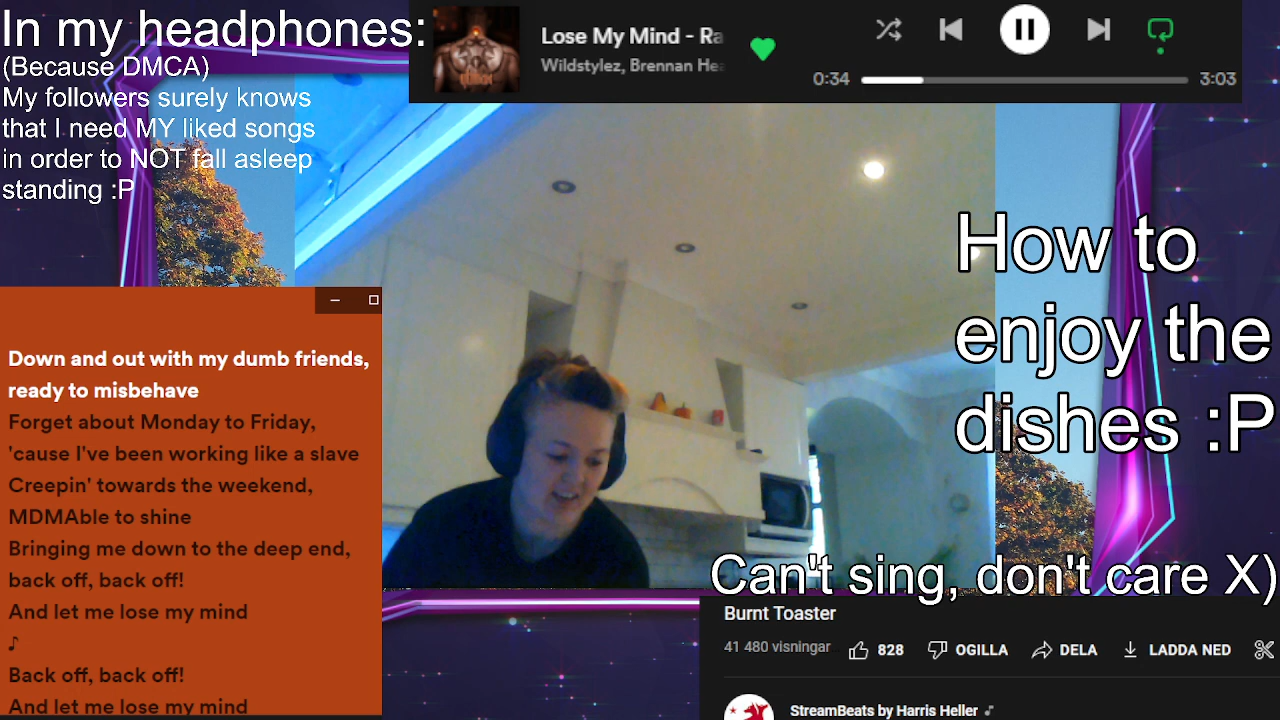 In my headphones:
(Because DMCA)
My followers surely knows
that I need MY liked songs
in order to NOT fall asleep
standing :P
Lose My Mind - Ra
Wildstylez, Brennan Hea
0:34
3:03
How to
enjoy the
dishes :P
Down and out with my dumb friends,
ready to misbehave
Forget about Monday to Friday,
'cause I've been working like a slave
Creepin' towards the weekend,
MDMAble to shine
Bringing me down to the deep end,
back off, back off!
And let me lose my mind
♪
Back off, back off!
And let me lose my mind
Can't sing, don't care X)
Burnt Toaster
41 480 visningar 828 OGILLA DELA LADDA NED
StreamBeats by Harris Heller ♪